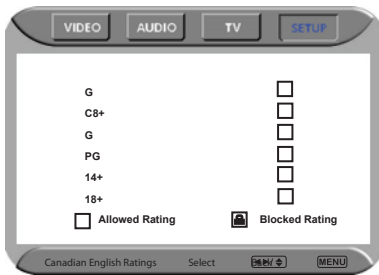 VIDEO AUDIO TV SETUP
G
C8+
G
PG
14+
18+
Allowed Rating Blocked Rating
Canadian English Ratings Select MENU